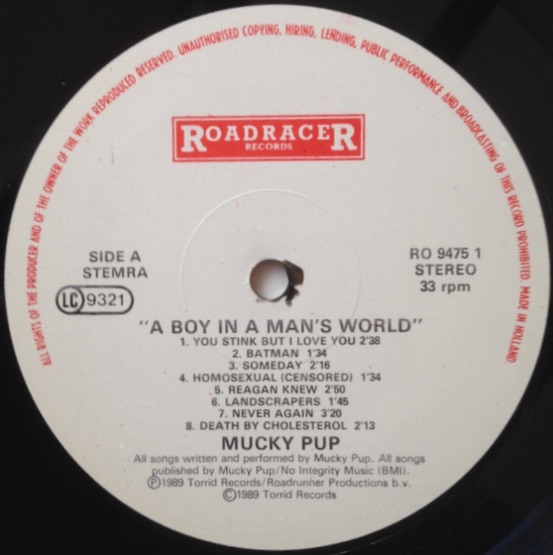 ALL RIGHTS OF THE PRODUCER AND OF THE OWNER OF THE WORK REPRODUCED RESERVED. UNAUTHORISED COPYING, HIRING, LENDING, PUBLIC PERFORMANCE AND BROADCASTING OF THIS RECORD PROHIBITED. MADE IN HOLLAND
ROADRACER
RECORDS
SIDE A
STEMRA
LC 9321
RO 9475 1
STEREO
33 rpm
"A BOY IN A MAN'S WORLD"
1. YOU STINK BUT I LOVE YOU 2'38
2. BATMAN 1'34
3. SOMEDAY 2'16
4. HOMOSEXUAL (CENSORED) 1'34
5. REAGAN KNEW 2'50
6. LANDSCRAPERS 1'45
7. NEVER AGAIN 3'20
8. DEATH BY CHOLESTEROL 2'13
MUCKY PUP
All songs written and performed by Mucky Pup. All songs
published by Mucky Pup/No Integrity Music (BMI).
Ⓟ1989 Torrid Records/Roadrunner Productions b.v.
©1989 Torrid Records